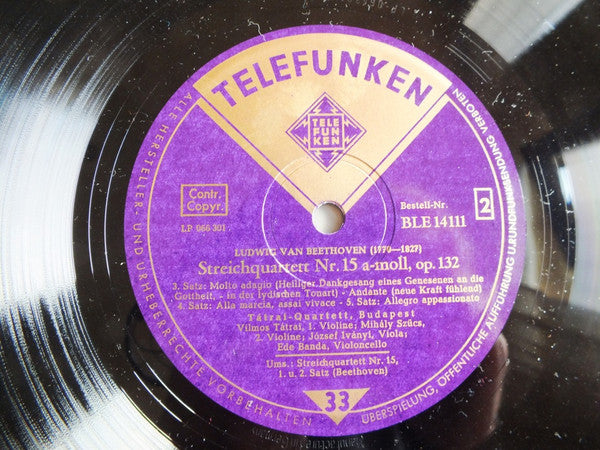 TELEFUNKEN
TELE
FUN
KEN
Contr.
Copyr.
LP 066 301
Bestell-Nr.
BLE 14111
2
LUDWIG VAN BEETHOVEN (1770—1827)
Streichquartett Nr. 15 a-moll, op. 132
3. Satz: Molto adagio (Heiliger Dankgesang eines Genesenen an die
Gottheit, - in der lydischen Tonart) - Andante (neue Kraft fühlend)
4. Satz: Alla marcia, assai vivace - 5. Satz: Allegro appassionato
Tátrai-Quartett, Budapest
Vilmos Tátrai, 1. Violine; Mihály Szücs,
2. Violine; József Iványi, Viola;
Ede Banda, Violoncello
Ums.: Streichquartett Nr. 15,
1. u. 2. Satz (Beethoven)
33
ALLE HERSTELLER- UND URHEBERRECHTE VORBEHALTEN
ÜBERSPIELUNG, ÖFFENTLICHE AUFFÜHRUNG U. RUNDFUNKSENDUNG VERBOTEN